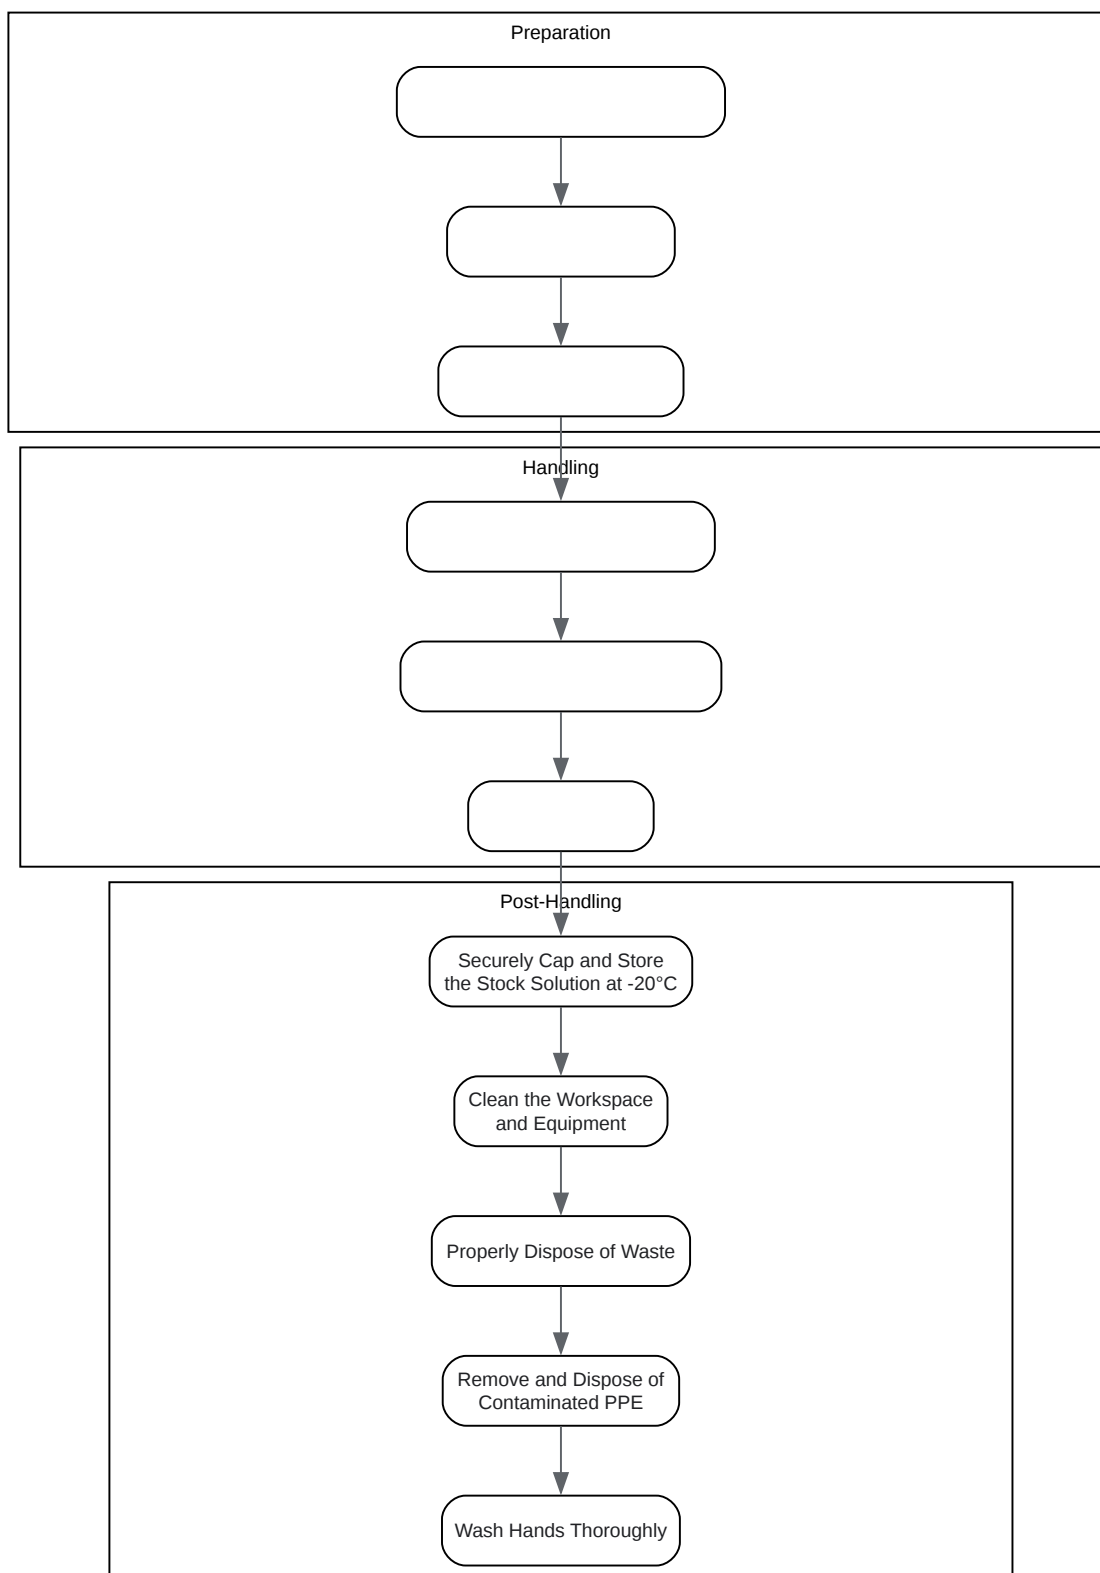 Preparation
Handling
Post-Handling
Securely Cap and Store
the Stock Solution at -20°C
Clean the Workspace
and Equipment
Properly Dispose of Waste
Remove and Dispose of
Contaminated PPE
Wash Hands Thoroughly